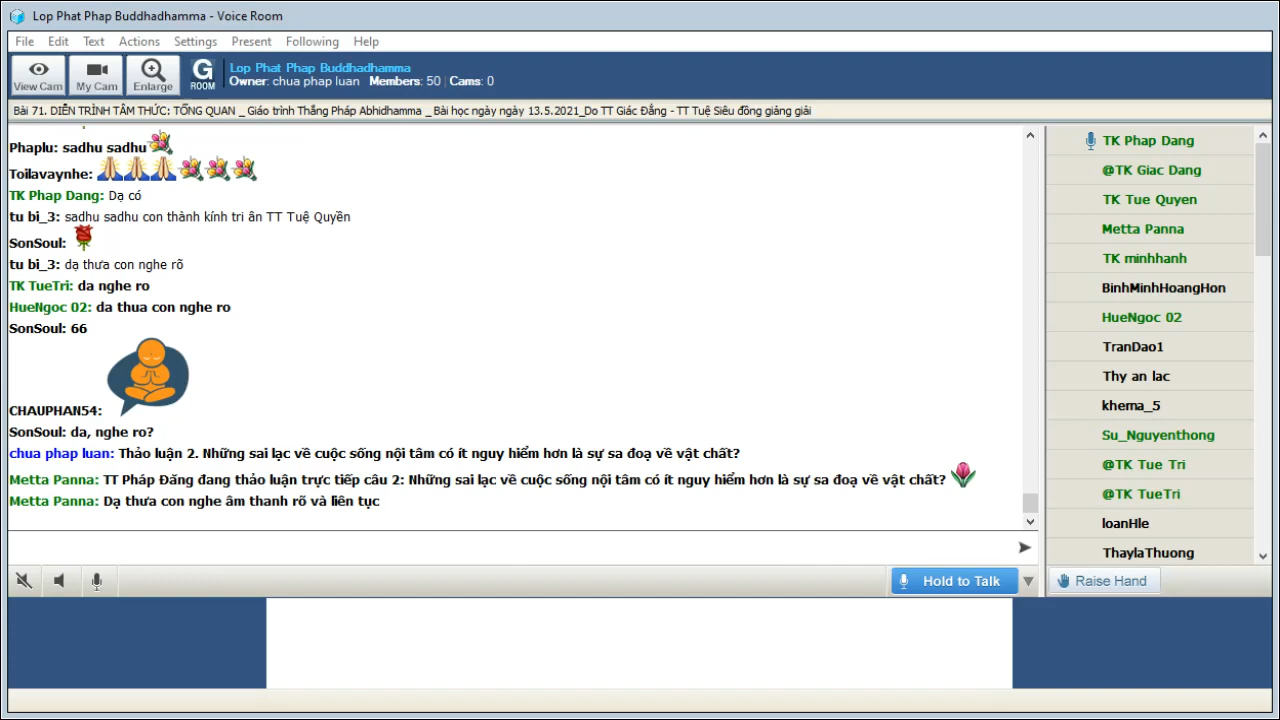 Lop Phat Phap Buddhadhamma - Voice Room
File Edit Text Actions Settings Present Following Help
View Cam My Cam Enlarge G ROOM
Lop Phat Phap Buddhadhamma
Owner: chua phap luan Members: 50 Cams: 0
Bài 71. DIỄN TRÌNH TÂM THỨC: TỔNG QUAN _ Giáo trình Thắng Pháp Abhidhamma _ Bài học ngày ngày 13.5.2021_Do TT Giác Đẳng - TT Tuệ Siêu đồng giảng giải
Phaplu: sadhu sadhu
Toilavaynhe:
TK Phap Dang: Dạ có
tu bi_3: sadhu sadhu con thành kính tri ân TT Tuệ Quyền
SonSoul:
tu bi_3: dạ thưa con nghe rõ
TK TueTri: da nghe ro
HueNgoc 02: da thua con nghe ro
SonSoul: 66
CHAUPHAN54:
SonSoul: da, nghe ro?
chua phap luan: Thảo luận 2. Những sai lạc về cuộc sống nội tâm có ít nguy hiểm hơn là sự sa đoạ về vật chất?
Metta Panna: TT Pháp Đăng đang thảo luận trực tiếp câu 2: Những sai lạc về cuộc sống nội tâm có ít nguy hiểm hơn là sự sa đoạ về vật chất?
Metta Panna: Dạ thưa con nghe âm thanh rõ và liên tục
TK Phap Dang
@TK Giac Dang
TK Tue Quyen
Metta Panna
TK minhhanh
BinhMinhHoangHon
HueNgoc 02
TranDao1
Thy an lac
khema_5
Su_Nguyenthong
@TK Tue Tri
@TK TueTri
loanHle
ThaylaThuong
Hold to Talk
Raise Hand